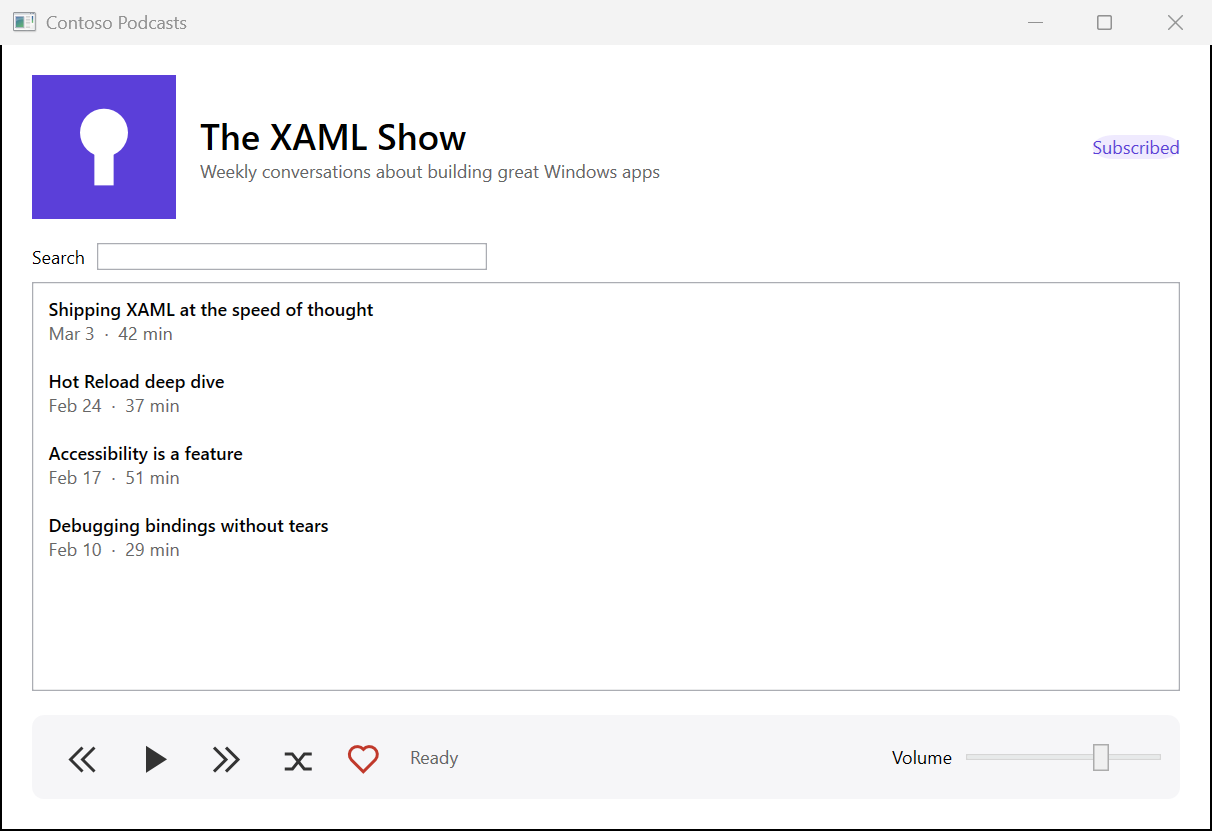 Contoso Podcasts
The XAML Show
Weekly conversations about building great Windows apps
Subscribed
Search
Shipping XAML at the speed of thought
Mar 3 · 42 min
Hot Reload deep dive
Feb 24 · 37 min
Accessibility is a feature
Feb 17 · 51 min
Debugging bindings without tears
Feb 10 · 29 min
Ready
Volume